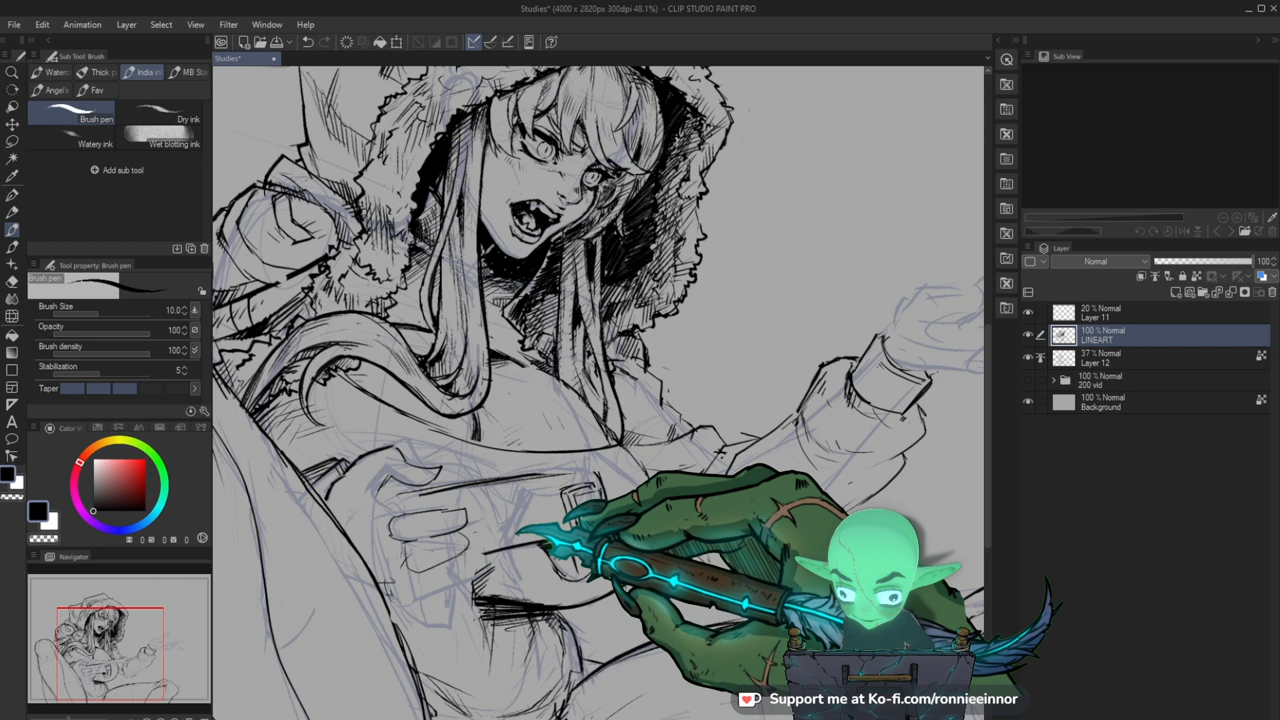 Studies* (4000 x 2820px 300dpi 48.1%) - CLIP STUDIO PAINT PRO
File Edit Animation Layer Select View Filter Window Help
Sub Tool: Brush
Studies*
Thick p India in MB Sta
Angel's Fav
Brush pen Dry ink
Watery ink Wet blotting ink
Add sub tool
Tool property: Brush pen
Brush pen
Brush Size 10.0
Opacity 100
Brush density 100
Stabilization 5
Taper
Navigator
Sub View
Layer
Normal 100
20 % Normal
Layer 11
100 % Normal
LINEART
37 % Normal
Layer 12
100 % Normal
200 vid
100 % Normal
Background
Support me at Ko-fi.com/ronnieeinnor